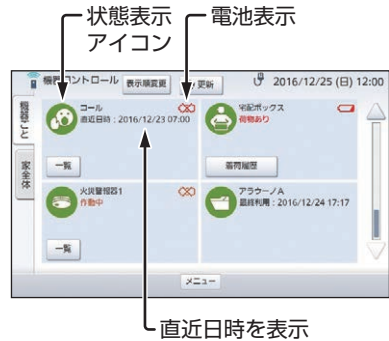 状態表示
アイコン
電池表示
機器コントロール 表示順変更 更新 2016/12/25 (日) 12:00
機器ごと
家全体
コール
直近日時 : 2016/12/23 07:00
一覧
宅配ボックス
荷物あり
着荷履歴
火災警報器1
作動中
一覧
アラウーノA
最終利用 : 2016/12/24 17:17
メニュー
直近日時を表示